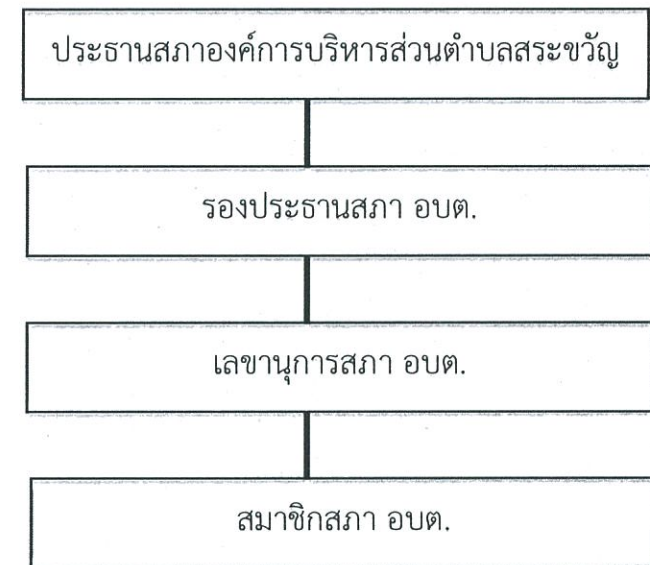 ประธานสภาองค์การบริหารส่วนตำบลสระขวัญ
รองประธานสภา อบต.
เลขานุการสภา อบต.
สมาชิกสภา อบต.